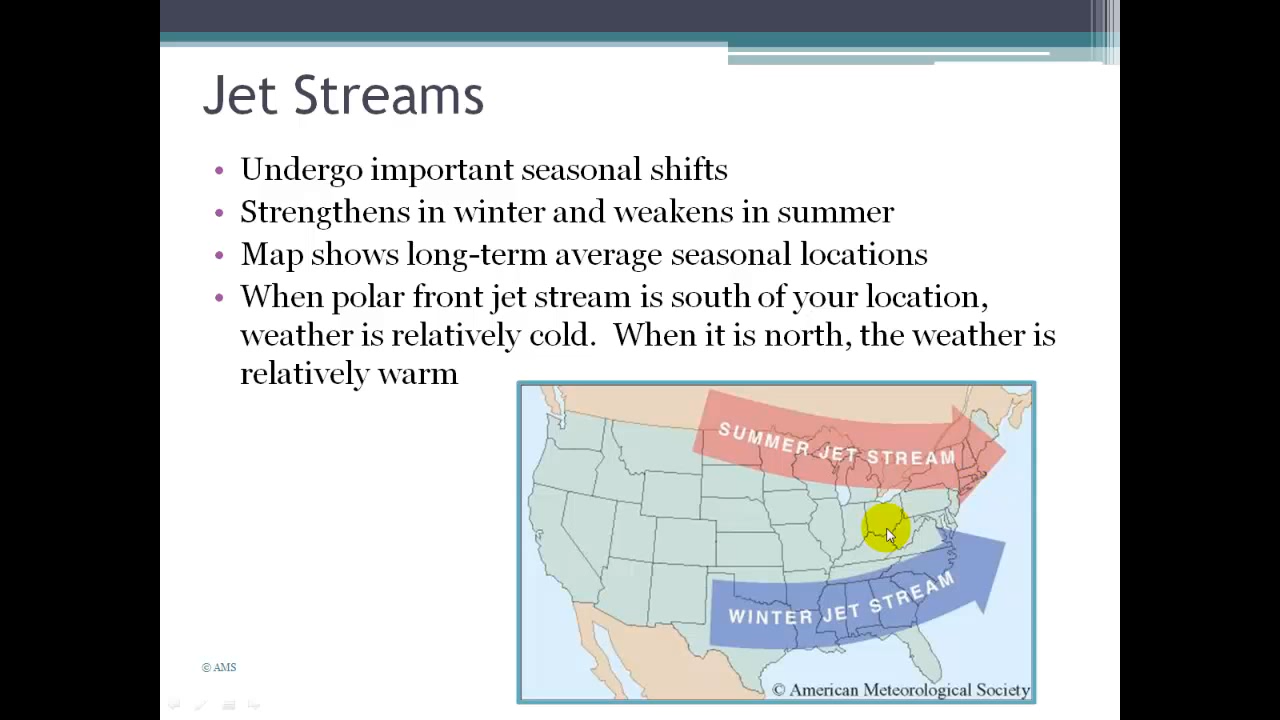 Jet Streams
• Undergo important seasonal shifts
• Strengthens in winter and weakens in summer
• Map shows long-term average seasonal locations
• When polar front jet stream is south of your location,
weather is relatively cold.  When it is north, the weather is
relatively warm
SUMMER JET STREAM
WINTER JET STREAM
© AMS
© American Meteorological Society